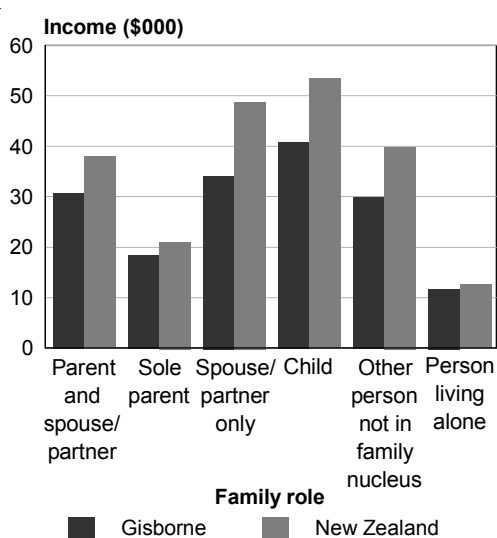 Income ($000)
60
50
40
30
20
10
0
Parent
and
spouse/
partner
Sole
parent
Spouse/
partner
only
Child
Other
person
not in
family
nucleus
Person
living
alone
Family role
Gisborne
New Zealand